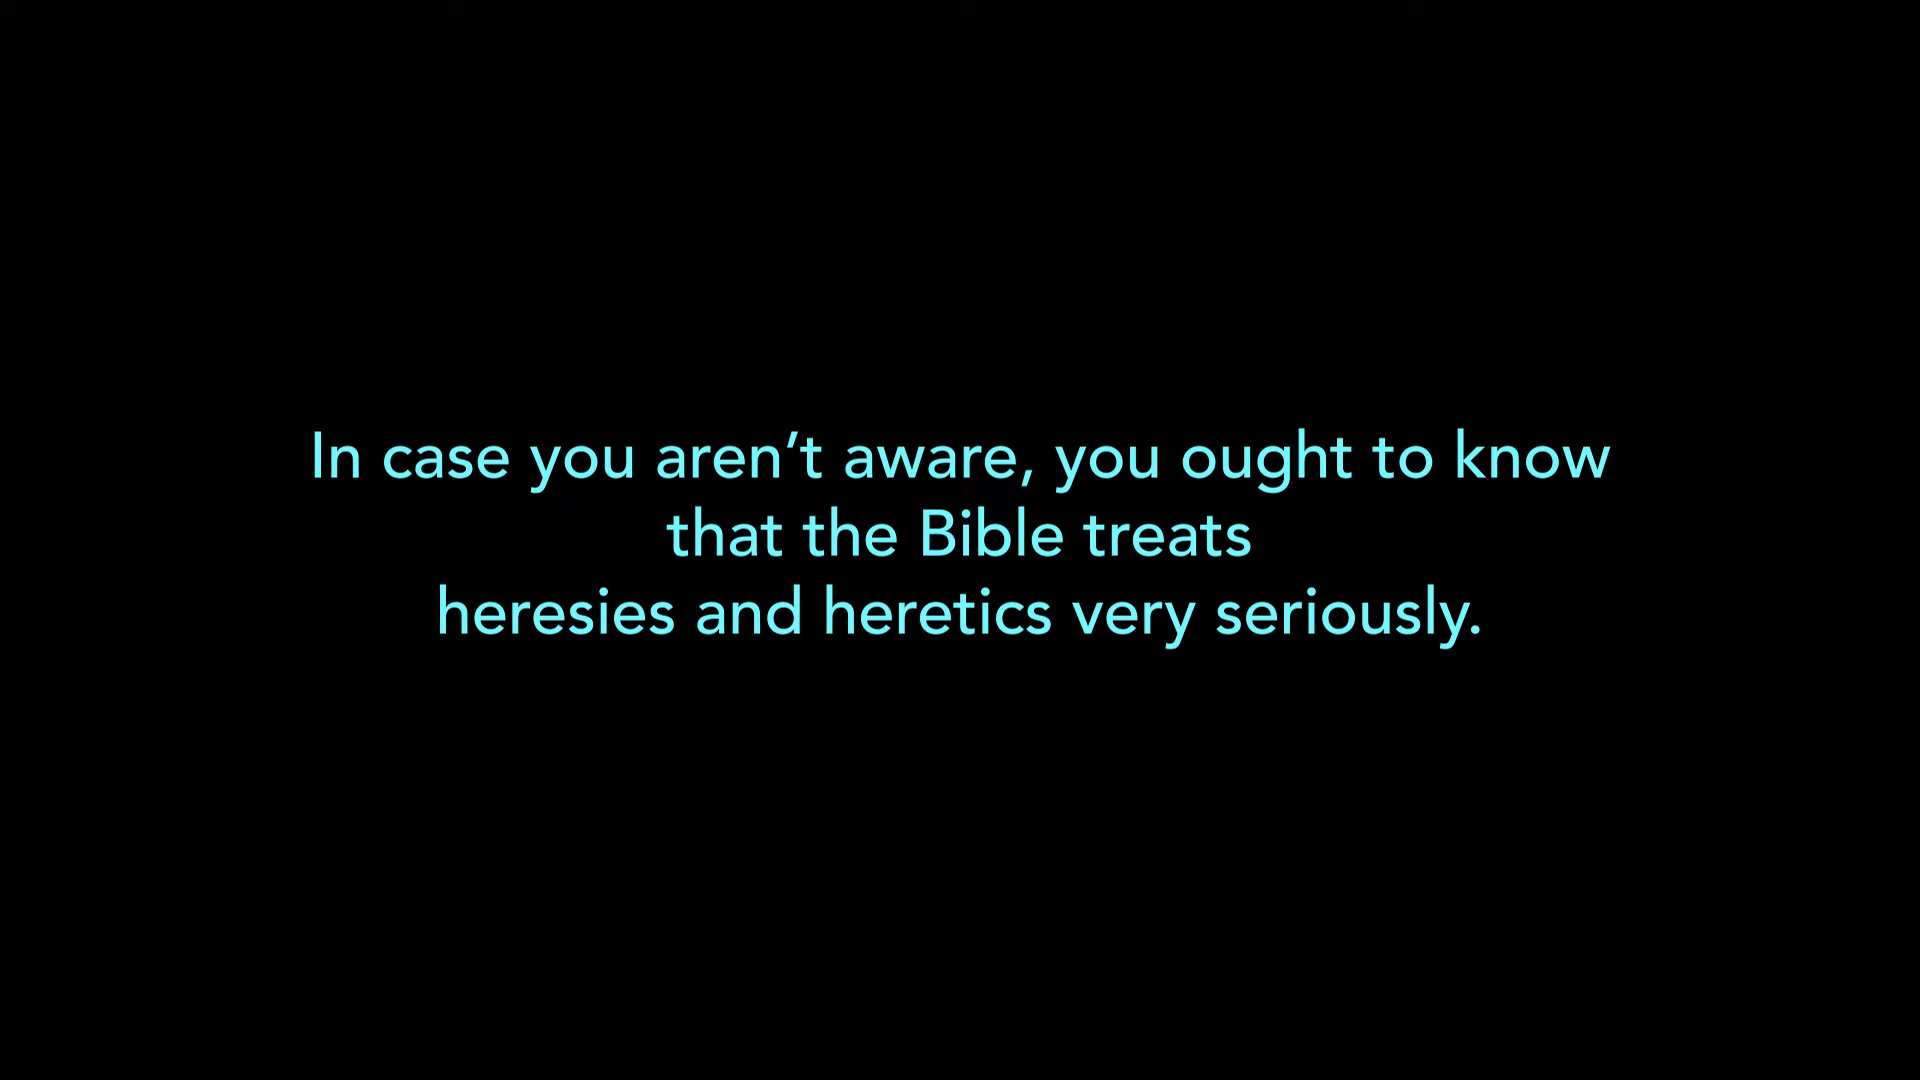 In case you aren’t aware, you ought to know
that the Bible treats
heresies and heretics very seriously.